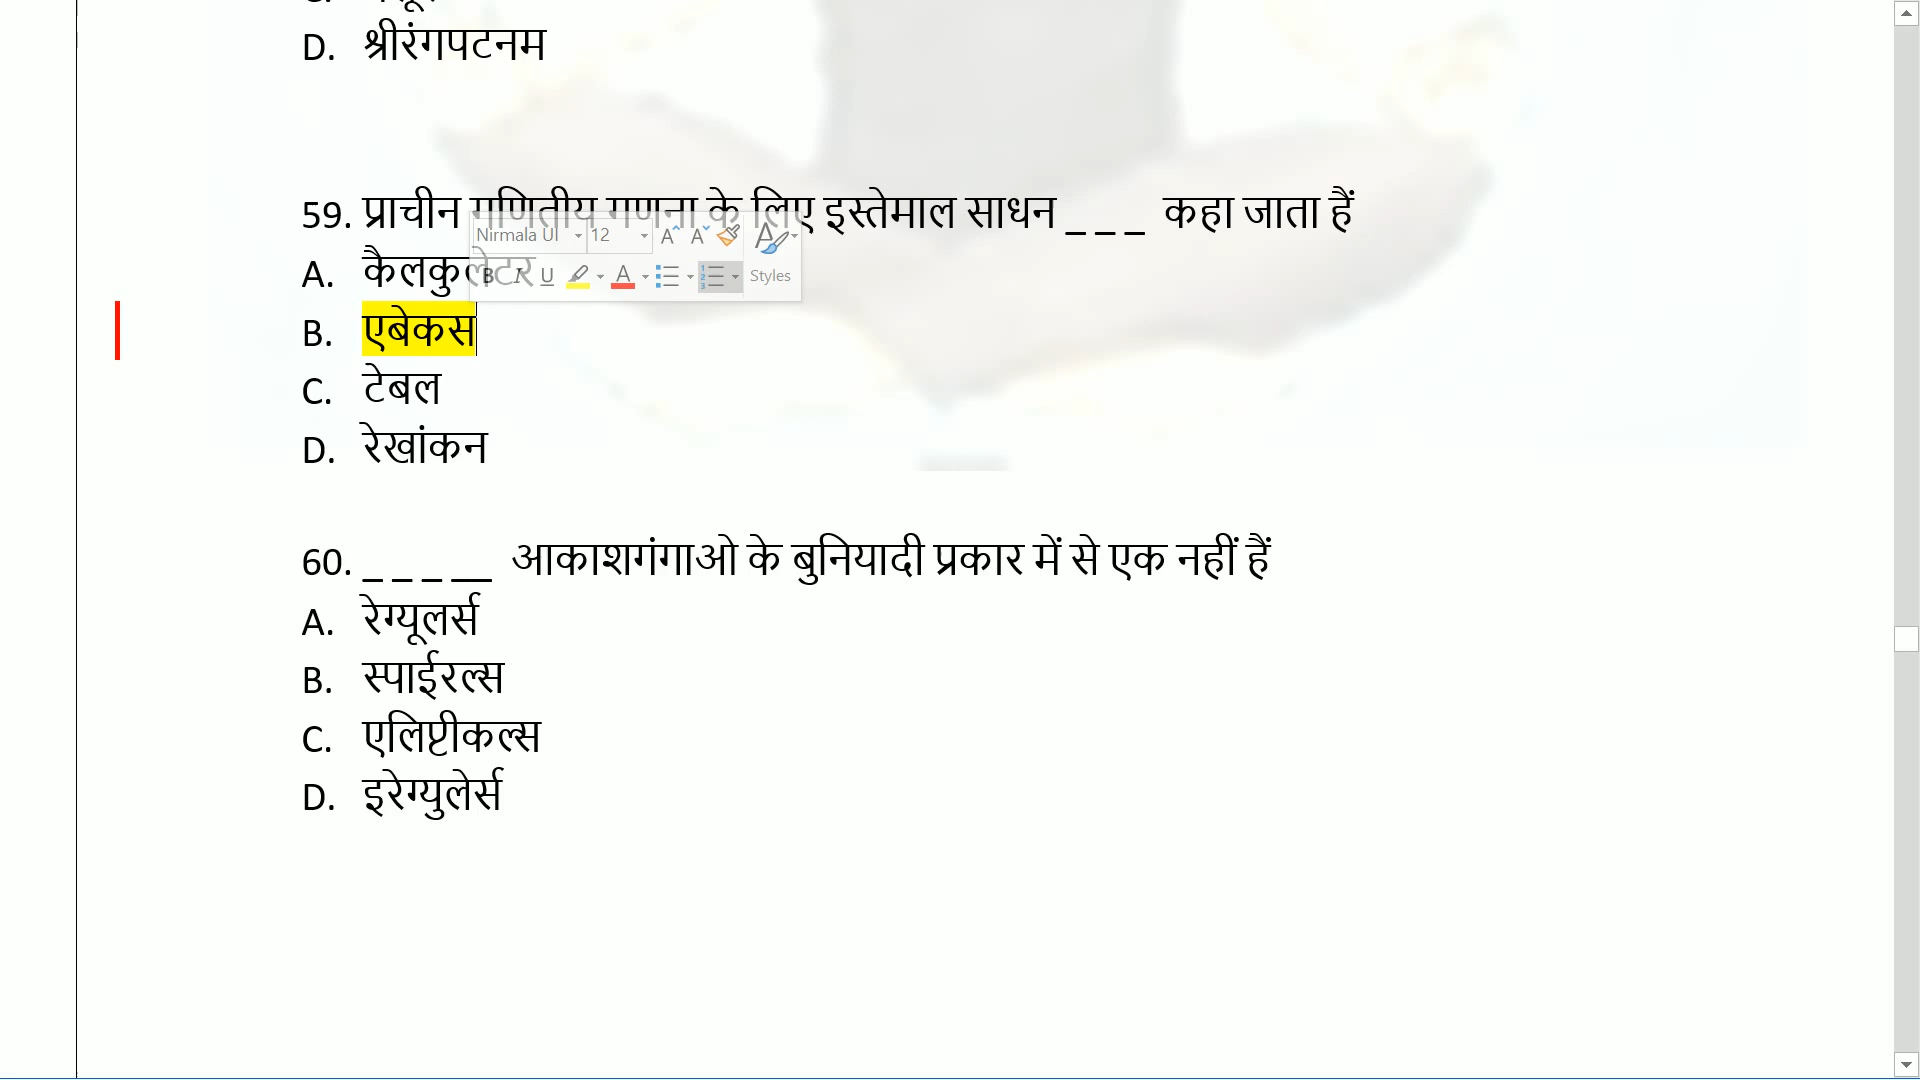 D. श्रीरंगपटनम
59. प्राचीन गणितीय गणना के लिए इस्तेमाल साधन _ _ _ कहा जाता हैं
Nirmala UI 12
A. कैलकुलेटर
B I U A Styles
B. एबेकस
C. टेबल
D. रेखांकन
60. _ _ _ __ आकाशगंगाओ के बुनियादी प्रकार में से एक नहीं हैं
A. रेग्यूलर्स
B. स्पाईरल्स
C. एलिप्टीकल्स
D. इरेग्युलेर्स